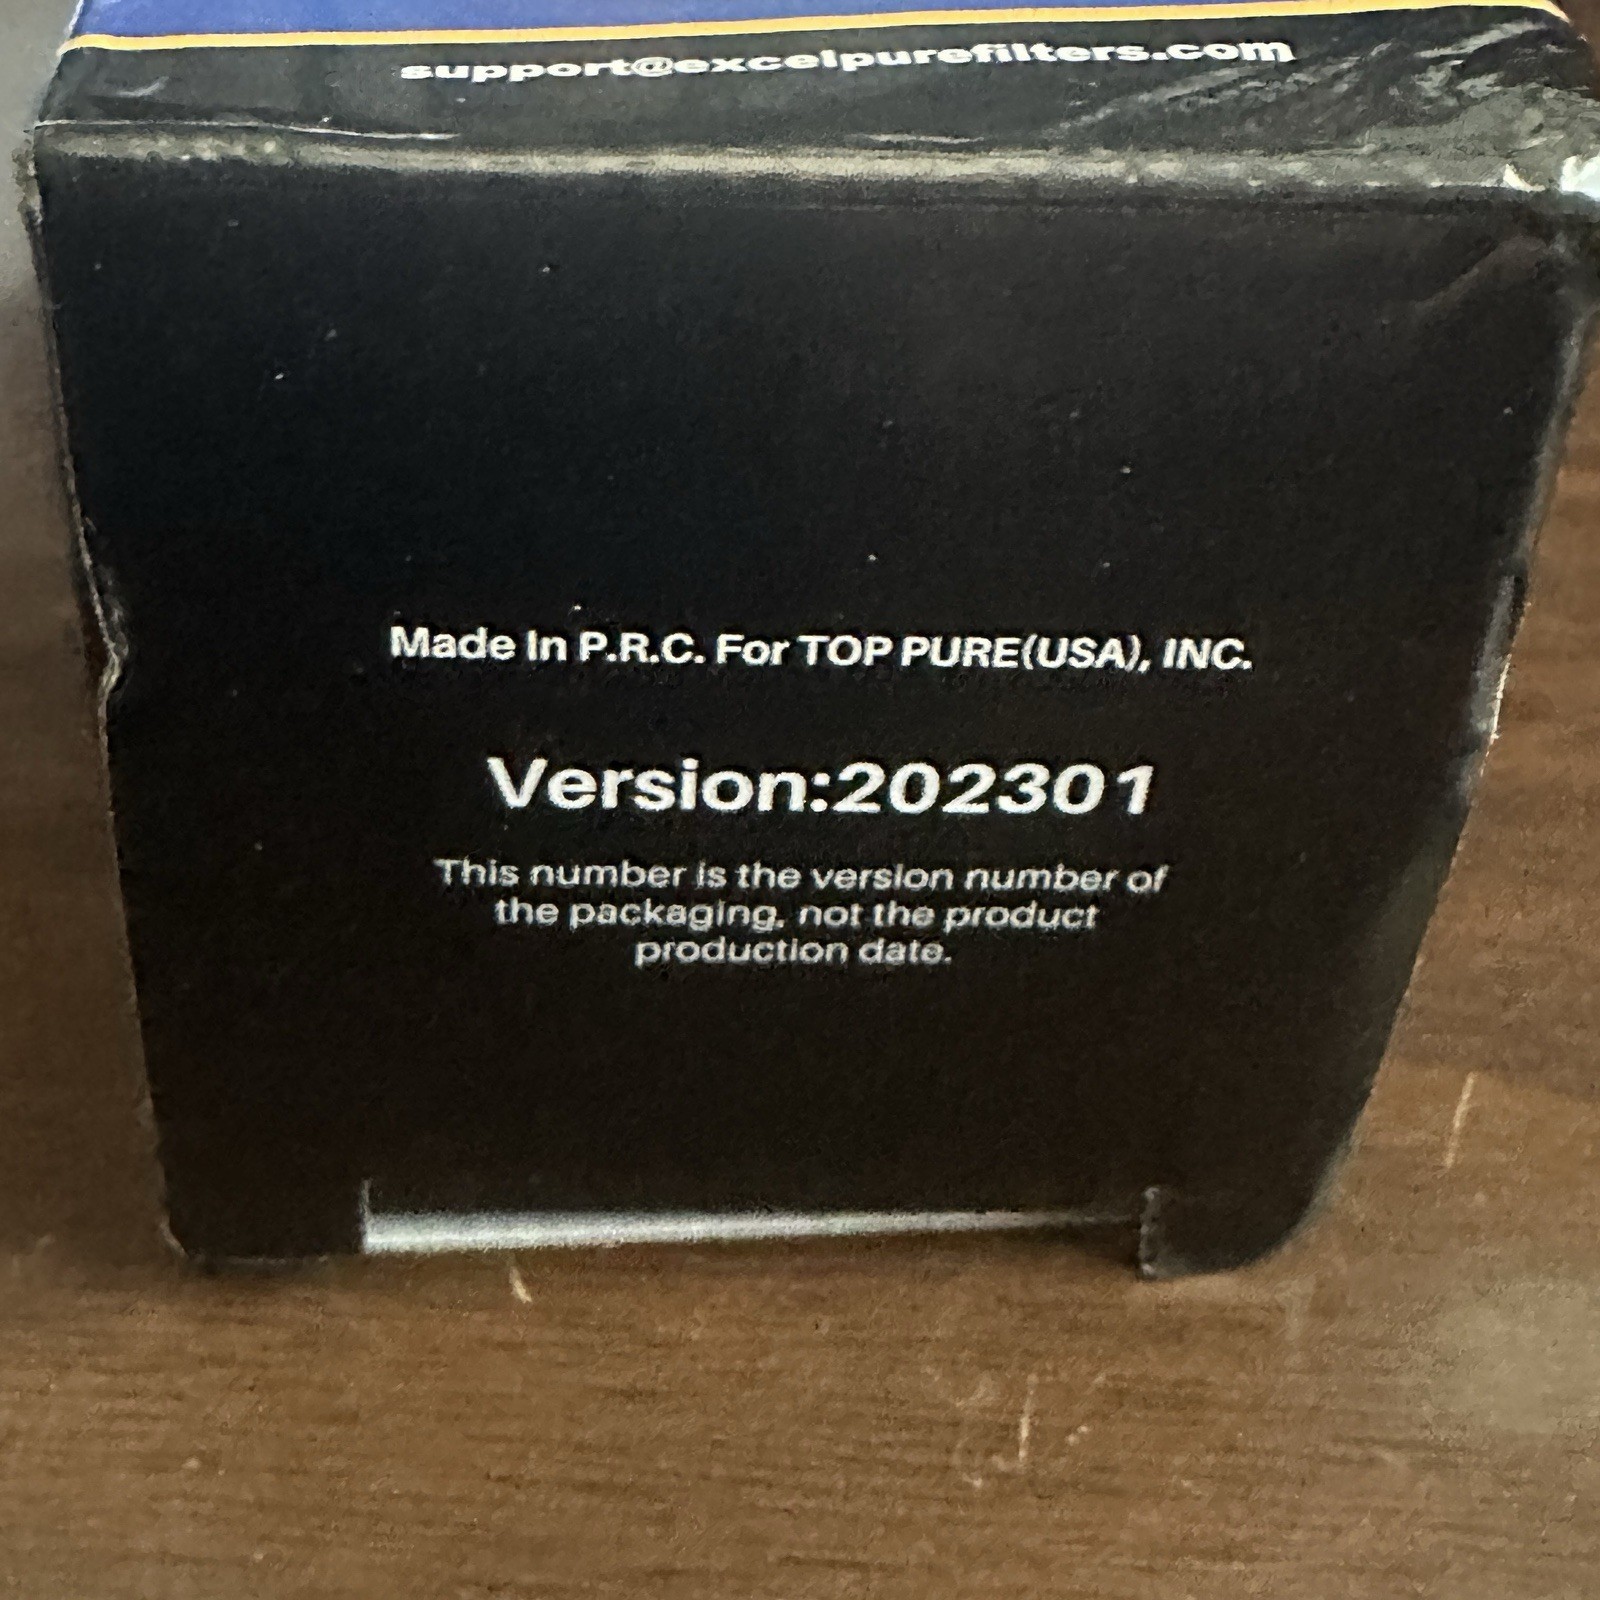 support@excelpurefilters.com
Made In P.R.C. For TOP PURE(USA), INC.
Version:202301
This number is the version number of
the packaging, not the product
production date.